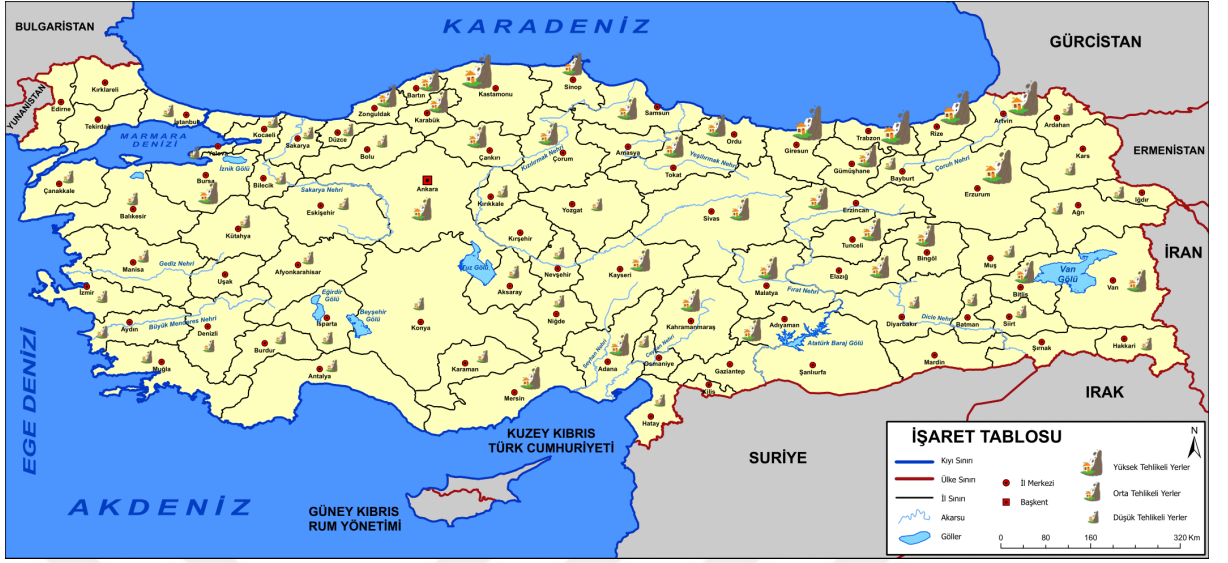 BULGARİSTAN
KARADENİZ
GÜRCİSTAN
YUNANİSTAN
ERMENİSTAN
İRAN
IRAK
SURİYE
MARMARA
DENİZİ
EGE DENİZİ
AKDENİZ
KUZEY KIBRIS
TÜRK CUMHURİYETİ
GÜNEY KIBRIS
RUM YÖNETİMİ
Kırklareli
Edirne
Tekirdağ
İstanbul
Kocaeli
Yalova
Sakarya
Düzce
Zonguldak
Bartın
Karabük
Kastamonu
Sinop
Samsun
Ordu
Giresun
Trabzon
Rize
Artvin
Ardahan
Kars
Iğdır
Ağrı
Erzurum
Bayburt
Gümüşhane
Çoruh Nehri
Bolu
Çankırı
Çorum
Amasya
Tokat
Kızılırmak Nehri
Yeşilırmak Nehri
Çanakkale
Balıkesir
Bursa
İznik Gölü
Bilecik
Sakarya Nehri
Eskişehir
Ankara
Kırıkkale
Yozgat
Sivas
Erzincan
Tunceli
Bingöl
Muş
Van
Gölü
Van
Bitlis
Kütahya
Manisa
Gediz Nehri
Uşak
Afyonkarahisar
Kırşehir
Tuz Gölü
Nevşehir
Aksaray
Kayseri
Malatya
Elazığ
Fırat Nehri
İzmir
Aydın
Büyük Menderes Nehri
Denizli
Eğirdir
Gölü
Isparta
Beyşehir
Gölü
Konya
Niğde
Kahramanmaraş
Adıyaman
Atatürk Baraj Gölü
Diyarbakır
Dicle Nehri
Batman
Siirt
Şırnak
Hakkari
Muğla
Burdur
Antalya
Karaman
Mersin
Adana
Seyhan Nehri
Ceyhan Nehri
Osmaniye
Gaziantep
Kilis
Hatay
Şanlıurfa
Mardin
İŞARET TABLOSU
N
Kıyı Sınırı
Ülke Sınırı
İl Sınırı
Akarsu
Göller
İl Merkezi
Başkent
Yüksek Tehlikeli Yerler
Orta Tehlikeli Yerler
Düşük Tehlikeli Yerler
0 80 160 320 Km